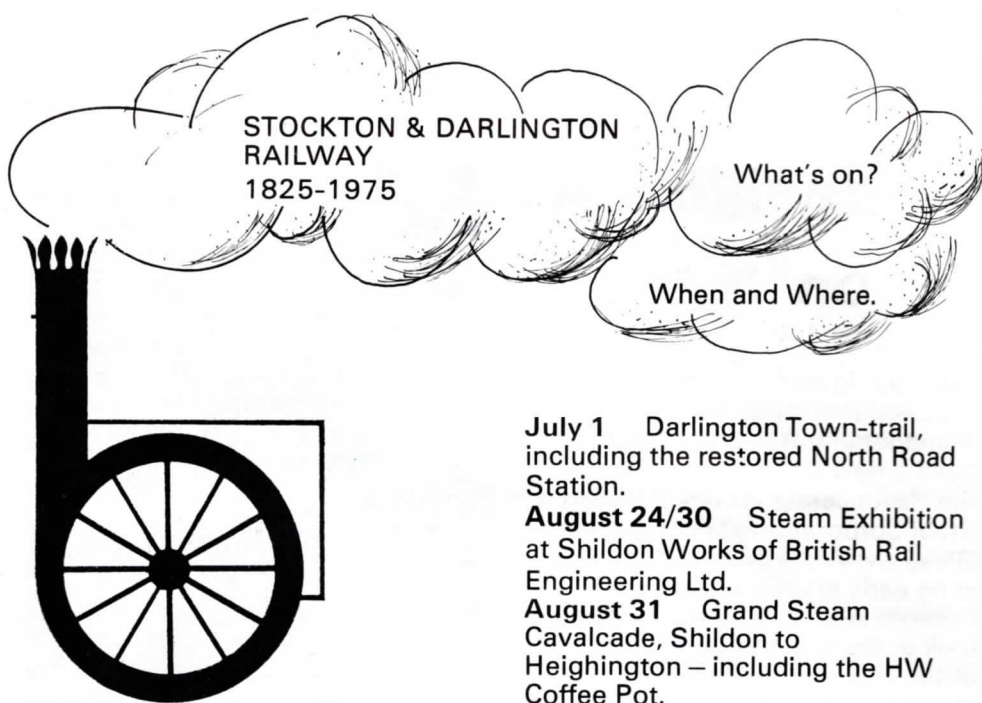 STOCKTON & DARLINGTON
RAILWAY
1825-1975
What's on?
When and Where.
July 1 Darlington Town-trail,
including the restored North Road
Station.
August 24/30 Steam Exhibition
at Shildon Works of British Rail
Engineering Ltd.
August 31 Grand Steam
Cavalcade, Shildon to
Heighington – including the HW
Coffee Pot.